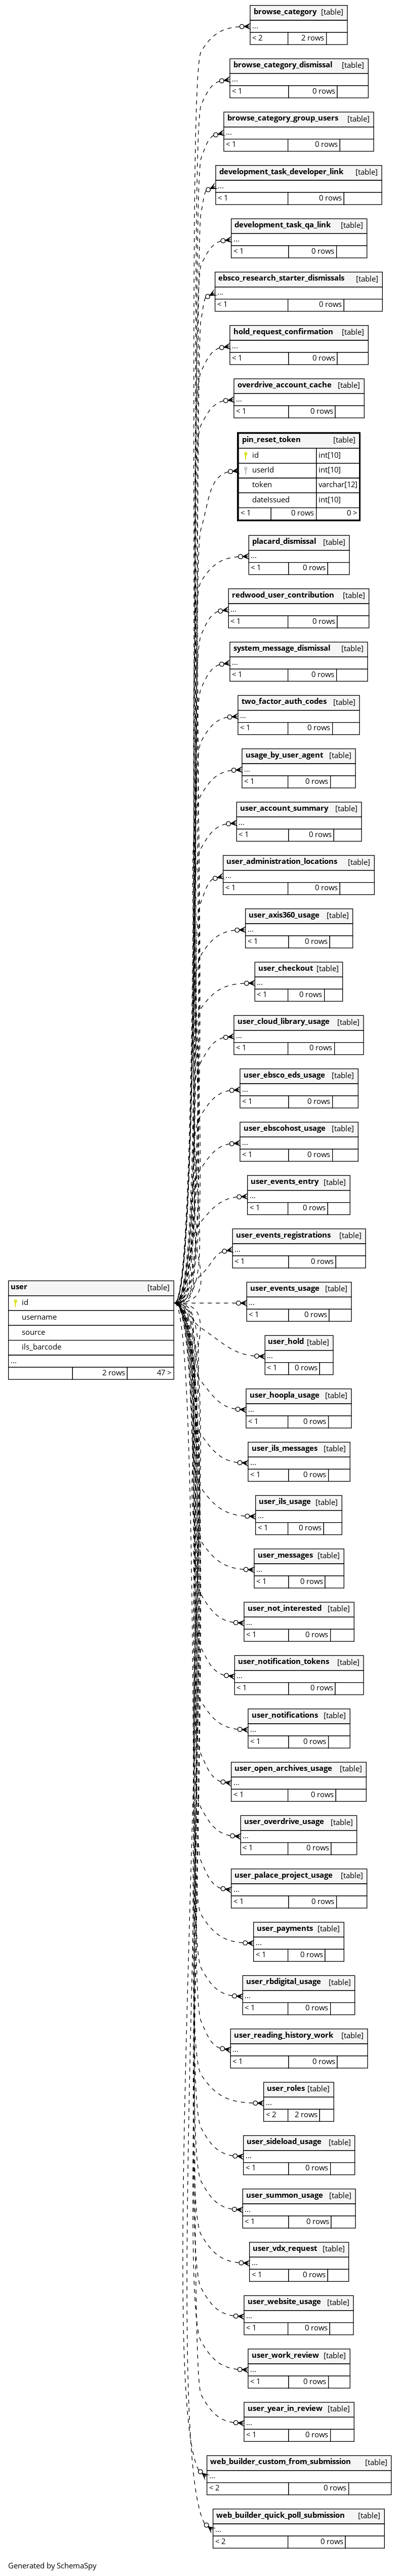 browse_category [table]
...
< 2 2 rows
browse_category_dismissal [table]
...
< 1 0 rows
browse_category_group_users [table]
...
< 1 0 rows
development_task_developer_link [table]
...
< 1 0 rows
development_task_qa_link [table]
...
< 1 0 rows
ebsco_research_starter_dismissals [table]
...
< 1 0 rows
hold_request_confirmation [table]
...
< 1 0 rows
overdrive_account_cache [table]
...
< 1 0 rows
pin_reset_token [table]
id int[10]
userId int[10]
token varchar[12]
dateIssued int[10]
< 1 0 rows 0 >
placard_dismissal [table]
...
< 1 0 rows
redwood_user_contribution [table]
...
< 1 0 rows
system_message_dismissal [table]
...
< 1 0 rows
two_factor_auth_codes [table]
...
< 1 0 rows
usage_by_user_agent [table]
...
< 1 0 rows
user_account_summary [table]
...
< 1 0 rows
user_administration_locations [table]
...
< 1 0 rows
user_axis360_usage [table]
...
< 1 0 rows
user_checkout [table]
...
< 1 0 rows
user_cloud_library_usage [table]
...
< 1 0 rows
user_ebsco_eds_usage [table]
...
< 1 0 rows
user_ebscohost_usage [table]
...
< 1 0 rows
user_events_entry [table]
...
< 1 0 rows
user_events_registrations [table]
...
< 1 0 rows
user [table]
id
username
source
ils_barcode
...
2 rows 47 >
user_events_usage [table]
...
< 1 0 rows
user_hold [table]
...
< 1 0 rows
user_hoopla_usage [table]
...
< 1 0 rows
user_ils_messages [table]
...
< 1 0 rows
user_ils_usage [table]
...
< 1 0 rows
user_messages [table]
...
< 1 0 rows
user_not_interested [table]
...
< 1 0 rows
user_notification_tokens [table]
...
< 1 0 rows
user_notifications [table]
...
< 1 0 rows
user_open_archives_usage [table]
...
< 1 0 rows
user_overdrive_usage [table]
...
< 1 0 rows
user_palace_project_usage [table]
...
< 1 0 rows
user_payments [table]
...
< 1 0 rows
user_rbdigital_usage [table]
...
< 1 0 rows
user_reading_history_work [table]
...
< 1 0 rows
user_roles [table]
...
< 2 2 rows
user_sideload_usage [table]
...
< 1 0 rows
user_summon_usage [table]
...
< 1 0 rows
user_vdx_request [table]
...
< 1 0 rows
user_website_usage [table]
...
< 1 0 rows
user_work_review [table]
...
< 1 0 rows
user_year_in_review [table]
...
< 1 0 rows
web_builder_custom_from_submission [table]
...
< 2 0 rows
web_builder_quick_poll_submission [table]
...
< 2 0 rows
Generated by SchemaSpy